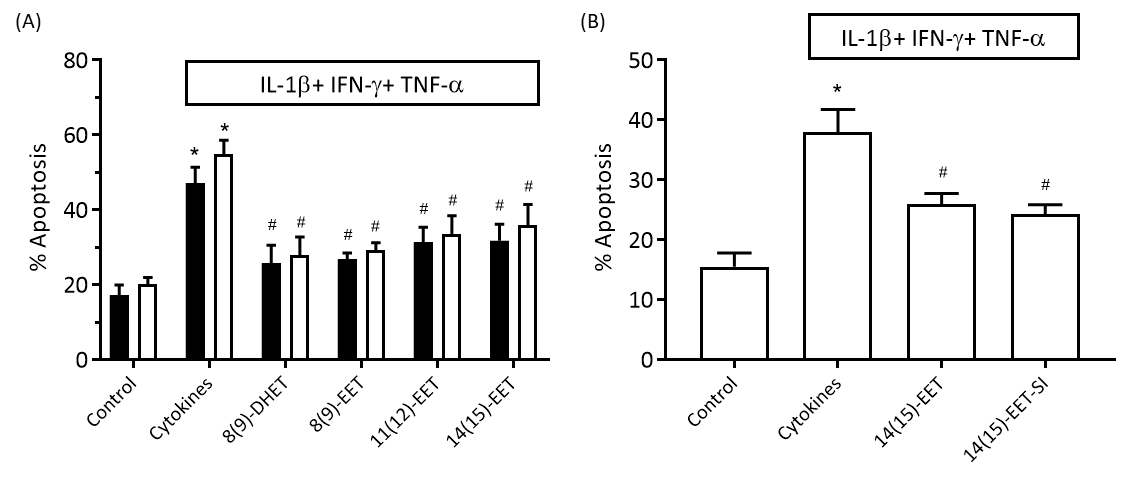 (A)
IL-1β+ IFN-γ+ TNF-α
% Apoptosis
80
60
40
20
0
*
*
#
#
#
#
#
#
#
#
Control
Cytokines
8(9)-DHET
8(9)-EET
11(12)-EET
14(15)-EET
(B)
IL-1β+ IFN-γ+ TNF-α
% Apoptosis
50
40
30
20
10
0
*
#
#
Control
Cytokines
14(15)-EET
14(15)-EET-SI